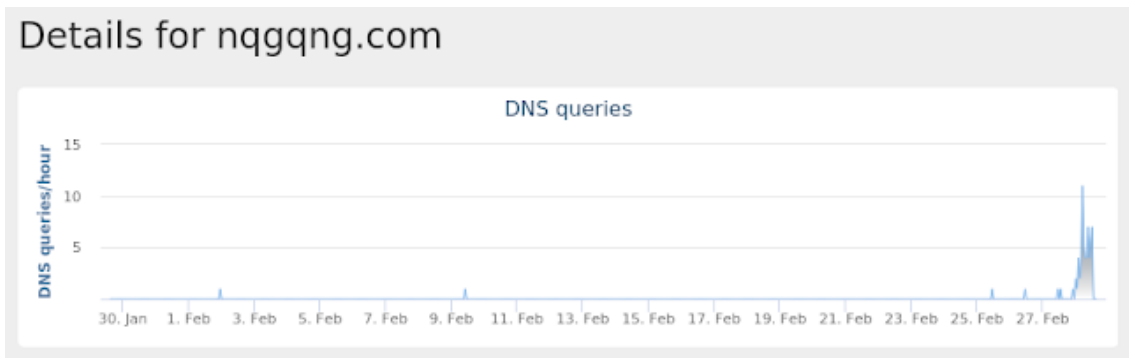 Details for nqgqng.com
DNS queries
DNS queries/hour
15
10
5
30. Jan 1. Feb 3. Feb 5. Feb 7. Feb 9. Feb 11. Feb 13. Feb 15. Feb 17. Feb 19. Feb 21. Feb 23. Feb 25. Feb 27. Feb